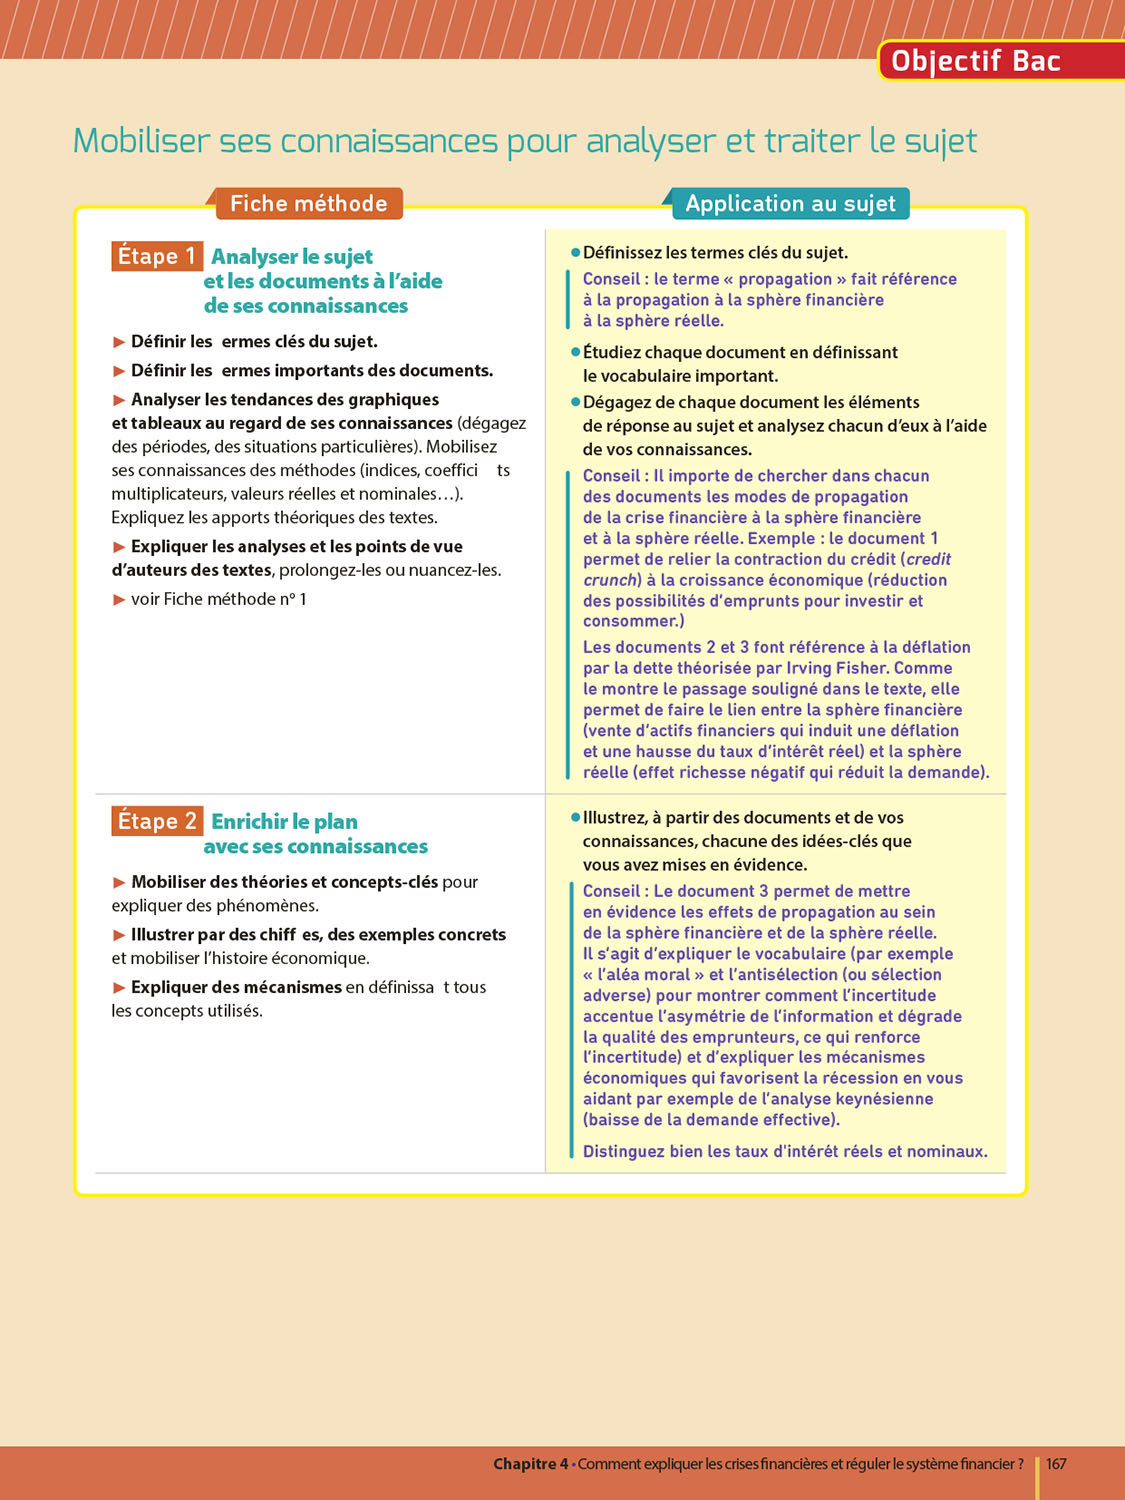 Objectif Bac
Mobiliser ses connaissances pour analyser et traiter le sujet
Fiche méthode
Étape 1 Analyser le sujet
et les documents à l’aide
de ses connaissances
► Définir les ermes clés du sujet.
► Définir les ermes importants des documents.
► Analyser les tendances des graphiques
et tableaux au regard de ses connaissances (dégagez
des périodes, des situations particulières). Mobilisez
ses connaissances des méthodes (indices, coeffici ts
multiplicateurs, valeurs réelles et nominales…).
Expliquez les apports théoriques des textes.
► Expliquer les analyses et les points de vue
d’auteurs des textes, prolongez-les ou nuancez-les.
► voir Fiche méthode n° 1
Application au sujet
● Définissez les termes clés du sujet.
Conseil : le terme « propagation » fait référence
à la propagation à la sphère financière
à la sphère réelle.
● Étudiez chaque document en définissant
le vocabulaire important.
● Dégagez de chaque document les éléments
de réponse au sujet et analysez chacun d’eux à l’aide
de vos connaissances.
Conseil : Il importe de chercher dans chacun
des documents les modes de propagation
de la crise financière à la sphère financière
et à la sphère réelle. Exemple : le document 1
permet de relier la contraction du crédit (credit
crunch) à la croissance économique (réduction
des possibilités d’emprunts pour investir et
consommer.)
Les documents 2 et 3 font référence à la déflation
par la dette théorisée par Irving Fisher. Comme
le montre le passage souligné dans le texte, elle
permet de faire le lien entre la sphère financière
(vente d’actifs financiers qui induit une déflation
et une hausse du taux d’intérêt réel) et la sphère
réelle (effet richesse négatif qui réduit la demande).
Étape 2 Enrichir le plan
avec ses connaissances
► Mobiliser des théories et concepts-clés pour
expliquer des phénomènes.
► Illustrer par des chiff es, des exemples concrets
et mobiliser l’histoire économique.
► Expliquer des mécanismes en définissa t tous
les concepts utilisés.
● Illustrez, à partir des documents et de vos
connaissances, chacune des idées-clés que
vous avez mises en évidence.
Conseil : Le document 3 permet de mettre
en évidence les effets de propagation au sein
de la sphère financière et de la sphère réelle.
Il s’agit d’expliquer le vocabulaire (par exemple
« l’aléa moral » et l’antisélection (ou sélection
adverse) pour montrer comment l’incertitude
accentue l’asymétrie de l’information et dégrade
la qualité des emprunteurs, ce qui renforce
l’incertitude) et d’expliquer les mécanismes
économiques qui favorisent la récession en vous
aidant par exemple de l’analyse keynésienne
(baisse de la demande effective).
Distinguez bien les taux d'intérét réels et nominaux.
Chapitre 4 • Comment expliquer les crises financières et réguler le système financier ? 167